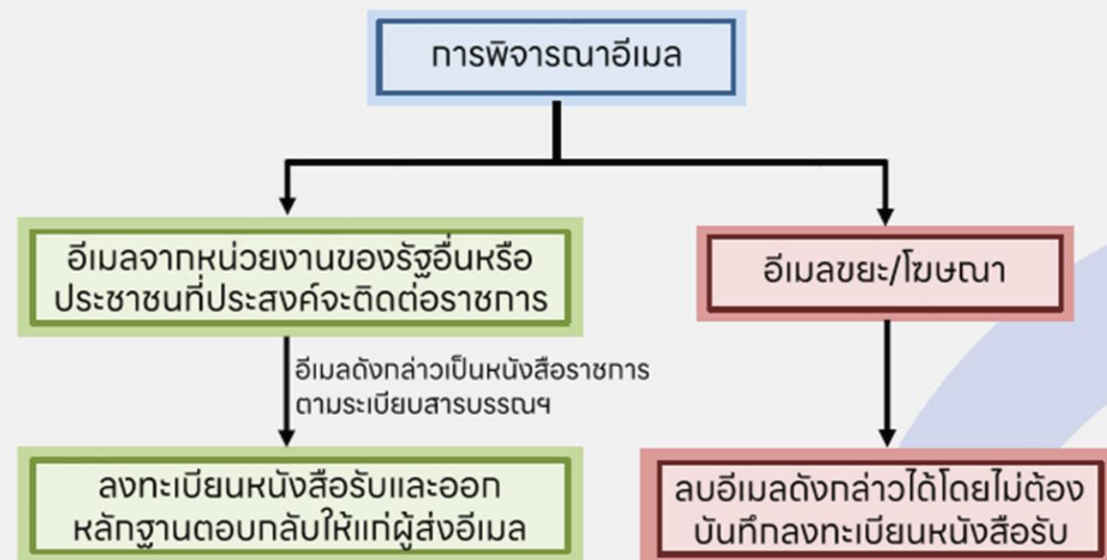 การพิจารณาอีเมล
อีเมลจากหน่วยงานของรัฐอื่นหรือ
ประชาชนที่ประสงค์จะติดต่อราชการ
อีเมลขยะ/โฆษณา
อีเมลดังกล่าวเป็นหนังสือราชการ
ตามระเบียบสารบรรณฯ
ลงทะเบียนหนังสือรับและออก
หลักฐานตอบกลับให้แก่ผู้ส่งอีเมล
ลบอีเมลดังกล่าวได้โดยไม่ต้อง
บันทึกลงทะเบียนหนังสือรับ